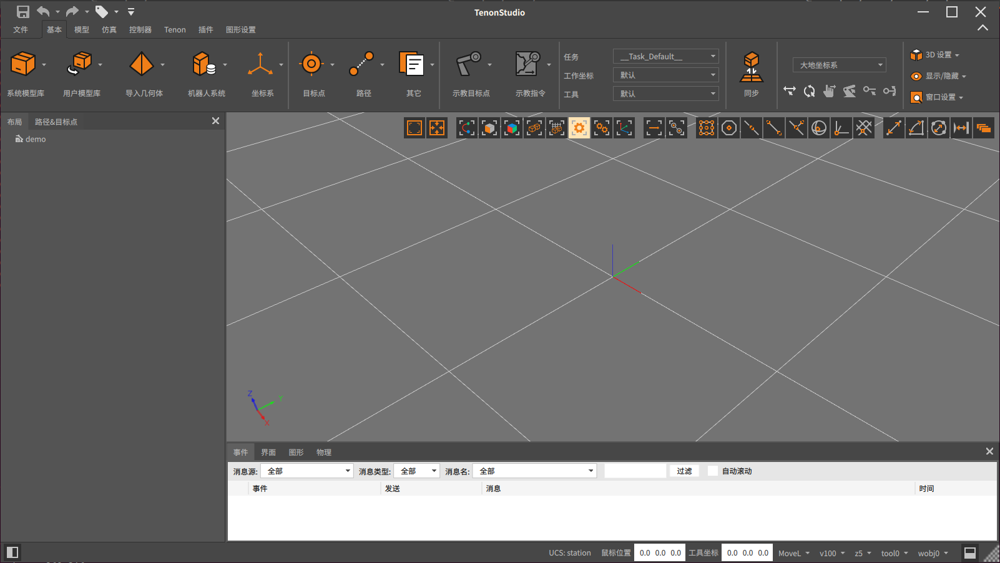 TenonStudio
文件 基本 模型 仿真 控制器 Tenon 插件 图形设置
系统模型库 用户模型库 导入几何体 机器人系统 坐标系 目标点 路径 其它 示教目标点 示教指令
任务 __Task_Default__
工作坐标 默认
工具 默认
同步
大地坐标系
3D 设置
显示/隐藏
窗口设置
布局 路径&目标点
demo
Z
Y
X
事件 界面 图形 物理
消息源: 全部 消息类型: 全部 消息名: 全部 过滤 自动滚动
事件 发送 消息 时间
UCS: station 鼠标位置 0.0 0.0 0.0 工具坐标 0.0 0.0 0.0 MoveL v100 z5 tool0 wobj0